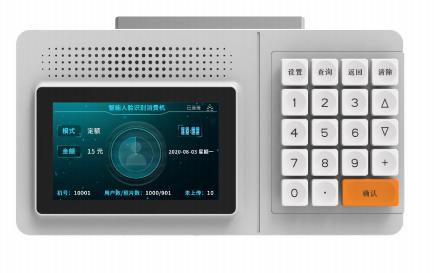 智能人脸识别消费机 已连接
模式 定额
金额 15 元
2020-06-03 星期一
机号：10001 用户数/照片数：1000/901 未上传：10
设置 查询 返回 清除
1 2 3 △
4 5 6 ▽
7 8 9 +
0 · 确认